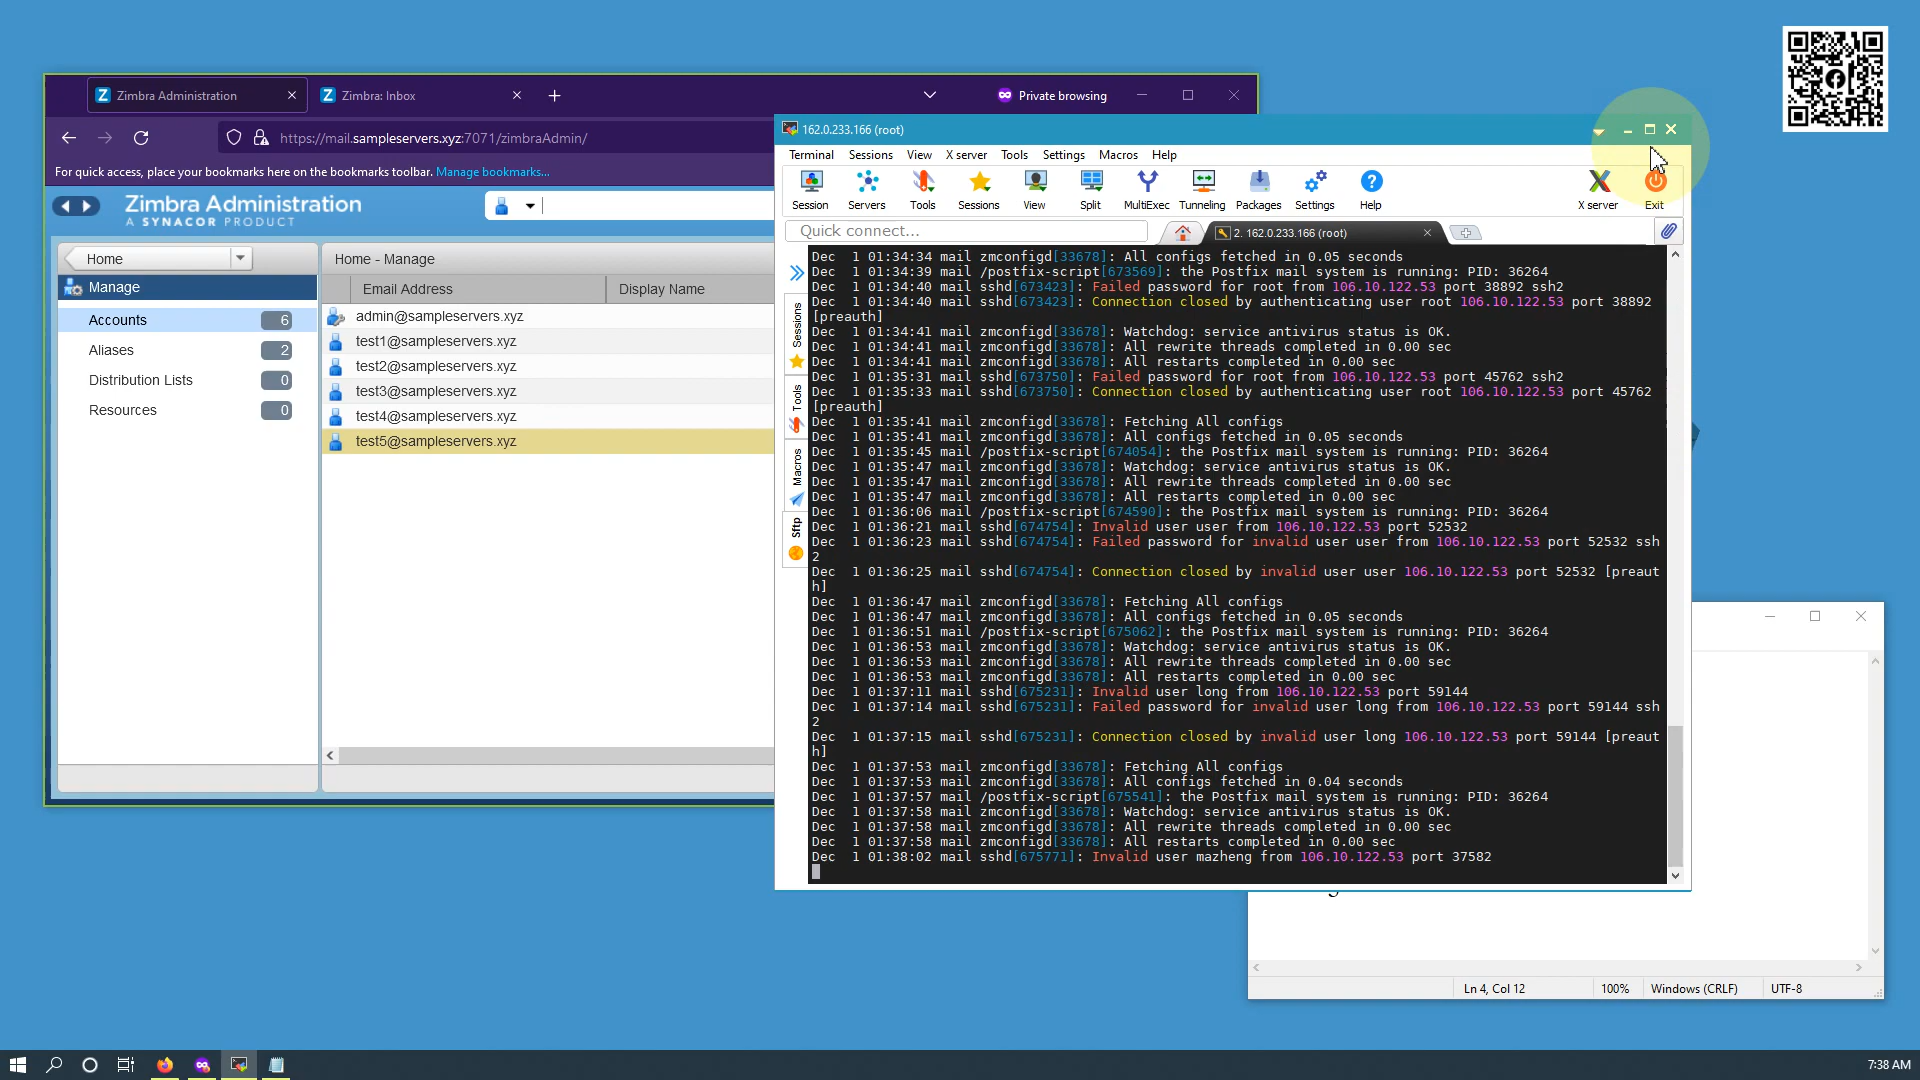 Zimbra Administration
Zimbra: Inbox
Private browsing
https://mail.sampleservers.xyz:7071/zimbraAdmin/
For quick access, place your bookmarks here on the bookmarks toolbar. Manage bookmarks...
Zimbra Administration
A SYNACOR PRODUCT
Home
Manage
Accounts 6
Aliases 2
Distribution Lists 0
Resources 0
Home - Manage
Email Address Display Name
admin@sampleservers.xyz
test1@sampleservers.xyz
test2@sampleservers.xyz
test3@sampleservers.xyz
test4@sampleservers.xyz
test5@sampleservers.xyz
162.0.233.166 (root)
Terminal Sessions View X server Tools Settings Macros Help
Session Servers Tools Sessions View Split MultiExec Tunneling Packages Settings Help X server Exit
Quick connect...
2. 162.0.233.166 (root)
Sessions
Tools
Macros
Sftp
Dec  1 01:34:34 mail zmconfigd[33678]: All configs fetched in 0.05 seconds
Dec  1 01:34:39 mail /postfix-script[673569]: the Postfix mail system is running: PID: 36264
Dec  1 01:34:40 mail sshd[673423]: Failed password for root from 106.10.122.53 port 38892 ssh2
Dec  1 01:34:40 mail sshd[673423]: Connection closed by authenticating user root 106.10.122.53 port 38892
[preauth]
Dec  1 01:34:41 mail zmconfigd[33678]: Watchdog: service antivirus status is OK.
Dec  1 01:34:41 mail zmconfigd[33678]: All rewrite threads completed in 0.00 sec
Dec  1 01:34:41 mail zmconfigd[33678]: All restarts completed in 0.00 sec
Dec  1 01:35:31 mail sshd[673750]: Failed password for root from 106.10.122.53 port 45762 ssh2
Dec  1 01:35:33 mail sshd[673750]: Connection closed by authenticating user root 106.10.122.53 port 45762
[preauth]
Dec  1 01:35:41 mail zmconfigd[33678]: Fetching All configs
Dec  1 01:35:41 mail zmconfigd[33678]: All configs fetched in 0.05 seconds
Dec  1 01:35:45 mail /postfix-script[674054]: the Postfix mail system is running: PID: 36264
Dec  1 01:35:47 mail zmconfigd[33678]: Watchdog: service antivirus status is OK.
Dec  1 01:35:47 mail zmconfigd[33678]: All rewrite threads completed in 0.00 sec
Dec  1 01:35:47 mail zmconfigd[33678]: All restarts completed in 0.00 sec
Dec  1 01:36:06 mail /postfix-script[674590]: the Postfix mail system is running: PID: 36264
Dec  1 01:36:21 mail sshd[674754]: Invalid user user from 106.10.122.53 port 52532
Dec  1 01:36:23 mail sshd[674754]: Failed password for invalid user user from 106.10.122.53 port 52532 ssh
2
Dec  1 01:36:25 mail sshd[674754]: Connection closed by invalid user user 106.10.122.53 port 52532 [preaut
h]
Dec  1 01:36:47 mail zmconfigd[33678]: Fetching All configs
Dec  1 01:36:47 mail zmconfigd[33678]: All configs fetched in 0.05 seconds
Dec  1 01:36:51 mail /postfix-script[675062]: the Postfix mail system is running: PID: 36264
Dec  1 01:36:53 mail zmconfigd[33678]: Watchdog: service antivirus status is OK.
Dec  1 01:36:53 mail zmconfigd[33678]: All rewrite threads completed in 0.00 sec
Dec  1 01:36:53 mail zmconfigd[33678]: All restarts completed in 0.00 sec
Dec  1 01:37:11 mail sshd[675231]: Invalid user long from 106.10.122.53 port 59144
Dec  1 01:37:14 mail sshd[675231]: Failed password for invalid user long from 106.10.122.53 port 59144 ssh
2
Dec  1 01:37:15 mail sshd[675231]: Connection closed by invalid user long 106.10.122.53 port 59144 [preaut
h]
Dec  1 01:37:53 mail zmconfigd[33678]: Fetching All configs
Dec  1 01:37:53 mail zmconfigd[33678]: All configs fetched in 0.04 seconds
Dec  1 01:37:57 mail /postfix-script[675541]: the Postfix mail system is running: PID: 36264
Dec  1 01:37:58 mail zmconfigd[33678]: Watchdog: service antivirus status is OK.
Dec  1 01:37:58 mail zmconfigd[33678]: All rewrite threads completed in 0.00 sec
Dec  1 01:37:58 mail zmconfigd[33678]: All restarts completed in 0.00 sec
Dec  1 01:38:02 mail sshd[675771]: Invalid user mazheng from 106.10.122.53 port 37582
Ln 4, Col 12 100% Windows (CRLF) UTF-8
7:38 AM